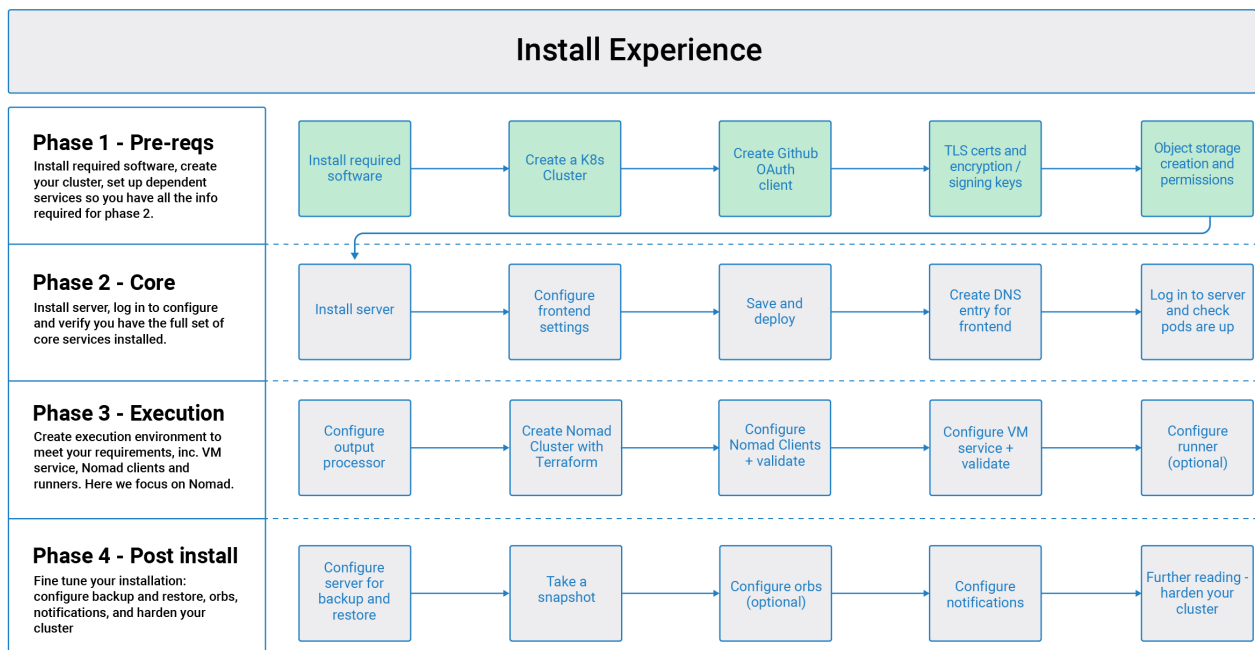 Install Experience
Phase 1 - Pre-reqs
Install required software, create
your cluster, set up dependent
services so you have all the info
required for phase 2.
Install required
software
Create a K8s
Cluster
Create Github
OAuth
client
TLS certs and
encryption /
signing keys
Object storage
creation and
permissions
Phase 2 - Core
Install server, log in to configure
and verify you have the full set of
core services installed.
Install server
Configure
frontend
settings
Save and
deploy
Create DNS
entry for
frontend
Log in to server
and check
pods are up
Phase 3 - Execution
Create execution environment to
meet your requirements, inc. VM
service, Nomad clients and
runners. Here we focus on Nomad.
Configure
output
processor
Create Nomad
Cluster with
Terraform
Configure
Nomad Clients
+ validate
Configure VM
service +
validate
Configure
runner
(optional)
Phase 4 - Post install
Fine tune your installation:
configure backup and restore, orbs,
notifications, and harden your
cluster
Configure
server for
backup and
restore
Take a
snapshot
Configure orbs
(optional)
Configure
notifications
Further reading -
harden your
cluster